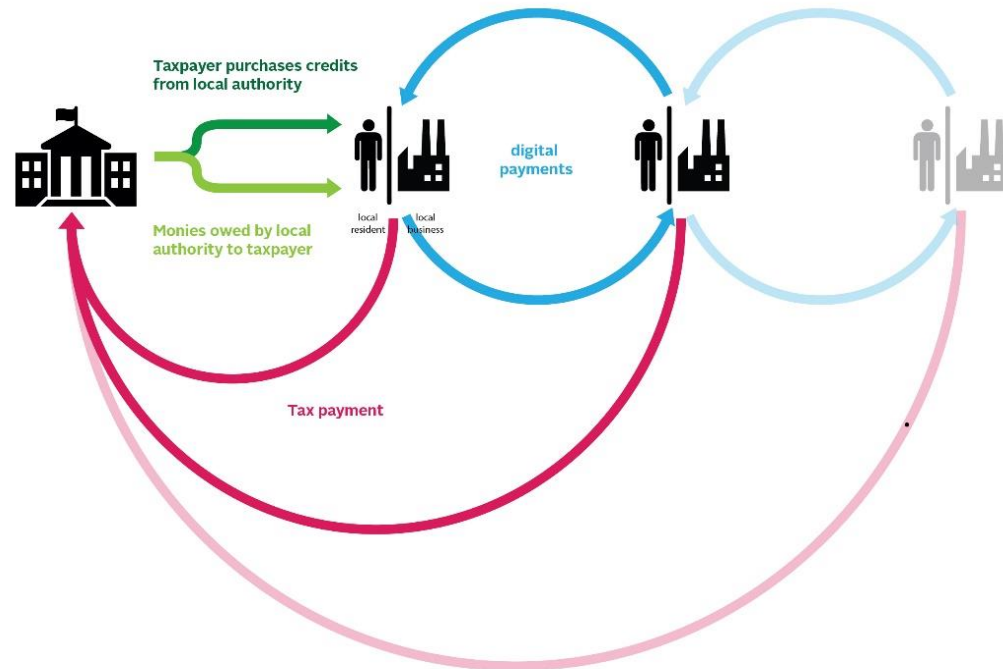 Taxpayer purchases credits
from local authority
digital
payments
local
resident
local
business
Monies owed by local
authority to taxpayer
Tax payment